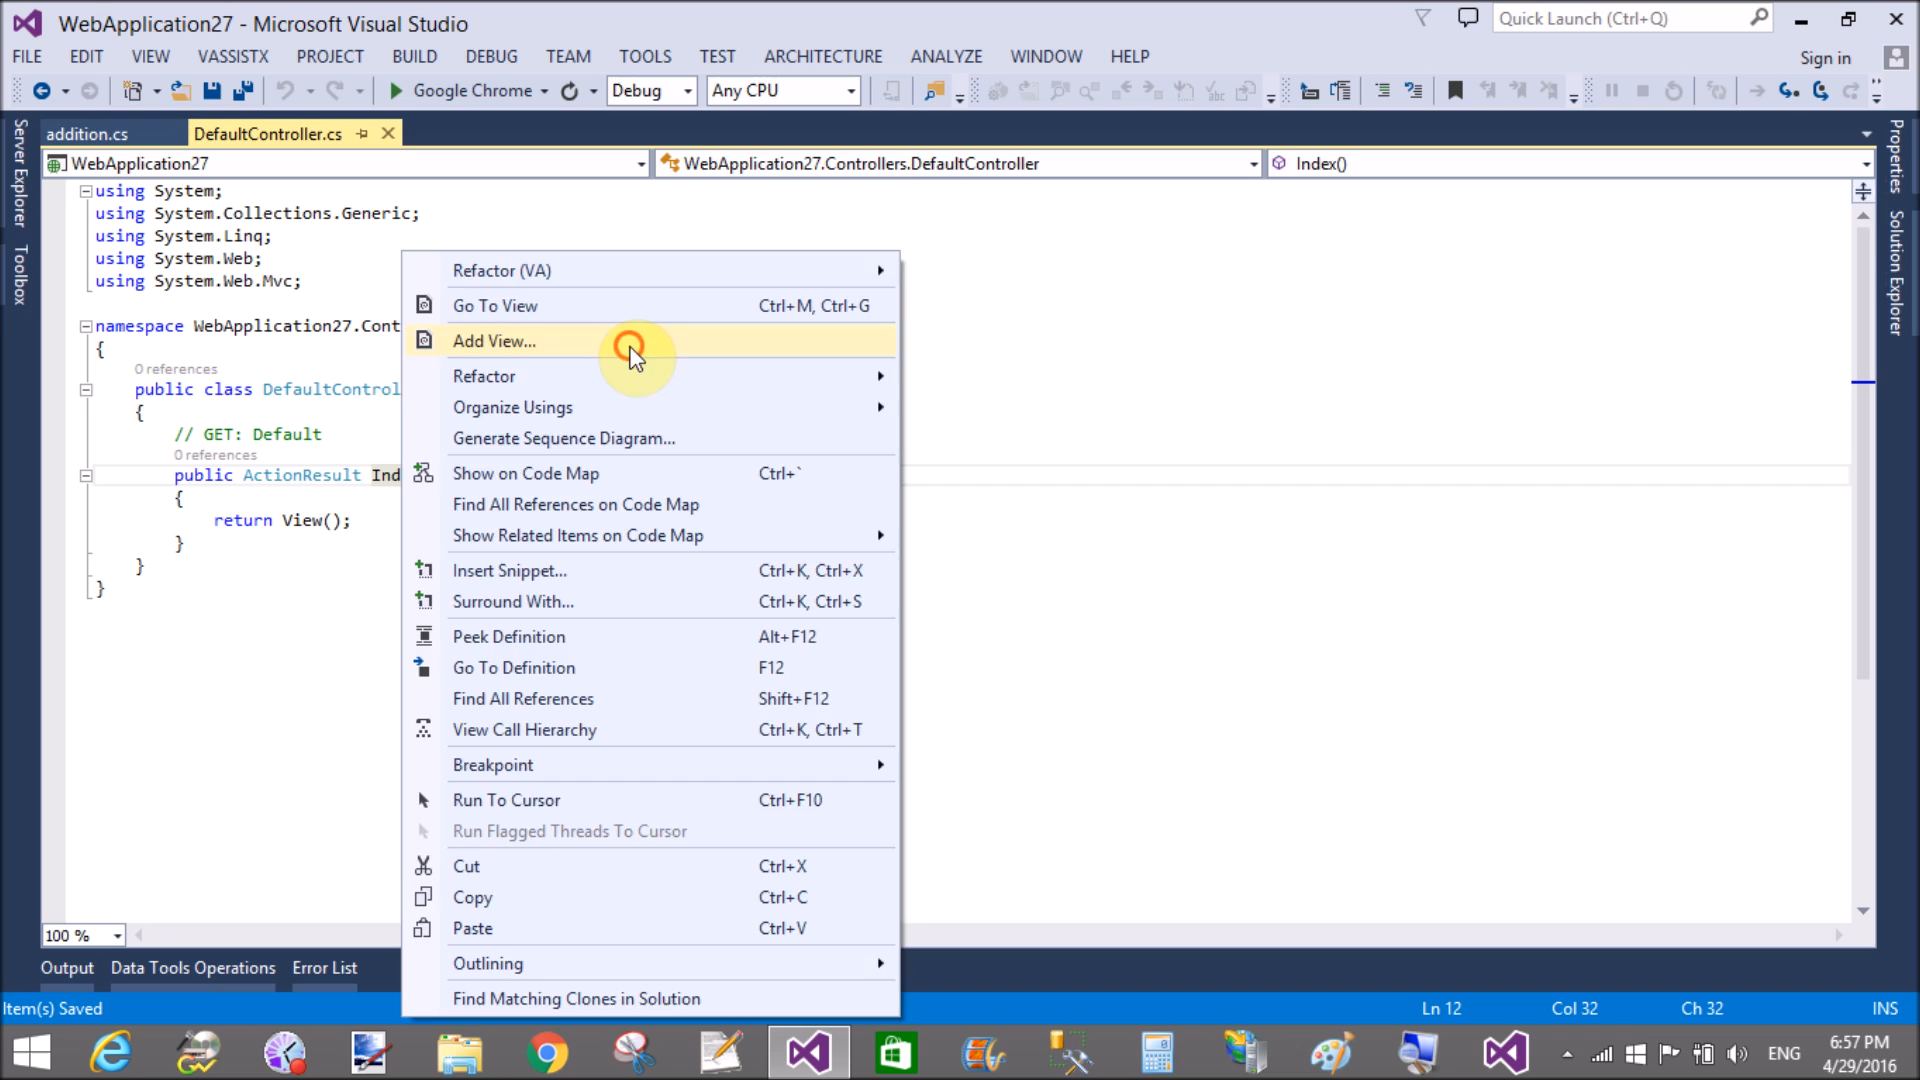 WebApplication27 - Microsoft Visual Studio
Quick Launch (Ctrl+Q)
FILE EDIT VIEW VASSISTX PROJECT BUILD DEBUG TEAM TOOLS TEST ARCHITECTURE ANALYZE WINDOW HELP
Sign in
Google Chrome
Debug
Any CPU
addition.cs
DefaultController.cs
WebApplication27
WebApplication27.Controllers.DefaultController
Index()
Server Explorer
Toolbox
Properties
Solution Explorer
using System;
using System.Collections.Generic;
using System.Linq;
using System.Web;
using System.Web.Mvc;
namespace WebApplication27.Cont
{
0 references
public class DefaultControl
{
// GET: Default
0 references
public ActionResult Ind
{
return View();
}
}
}
Refactor (VA)
Go To View Ctrl+M, Ctrl+G
Add View...
Refactor
Organize Usings
Generate Sequence Diagram...
Show on Code Map Ctrl+`
Find All References on Code Map
Show Related Items on Code Map
Insert Snippet... Ctrl+K, Ctrl+X
Surround With... Ctrl+K, Ctrl+S
Peek Definition Alt+F12
Go To Definition F12
Find All References Shift+F12
View Call Hierarchy Ctrl+K, Ctrl+T
Breakpoint
Run To Cursor Ctrl+F10
Run Flagged Threads To Cursor
Cut Ctrl+X
Copy Ctrl+C
Paste Ctrl+V
Outlining
Find Matching Clones in Solution
100 %
Output Data Tools Operations Error List
Item(s) Saved
Ln 12 Col 32 Ch 32 INS
ENG
6:57 PM
4/29/2016